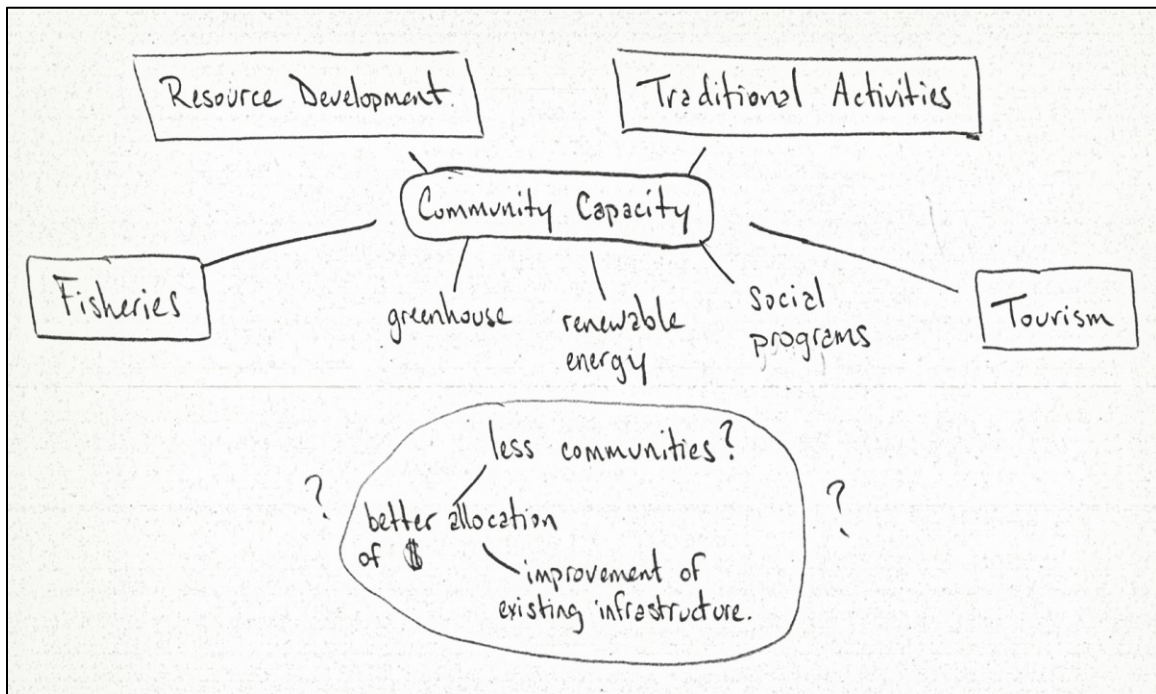 Resource Development
Traditional Activities
Community Capacity
Fisheries
greenhouse
renewable
energy
Social
programs
Tourism
less communities?
?
?
better allocation
of $
improvement of
existing infrastructure.